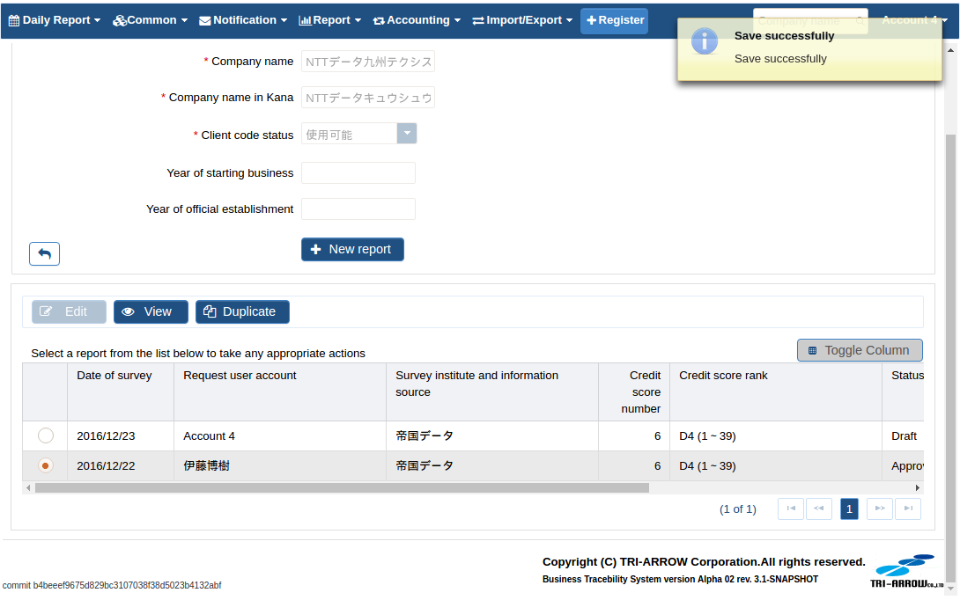 Daily Report Common Notification Report Accounting Import/Export Register Company name Account 4
Save successfully
Save successfully
* Company name NTTデータ九州テクシス
* Company name in Kana NTTデータキュウシュウ
* Client code status 使用可能
Year of starting business
Year of official establishment
New report
Edit View Duplicate
Select a report from the list below to take any appropriate actions
Toggle Column
Date of survey Request user account Survey institute and information source Credit score number Credit score rank Status
2016/12/23 Account 4 帝国データ 6 D4 (1 ~ 39) Draft
2016/12/22 伊藤博樹 帝国データ 6 D4 (1 ~ 39) Approv
(1 of 1) 1
Copyright (C) TRI-ARROW Corporation.All rights reserved.
Business Tracebility System version Alpha 02 rev. 3.1-SNAPSHOT
TRI-ARROW Co.,LTD
commit b4beeef9675d829bc3107038f38d5023b4132abf